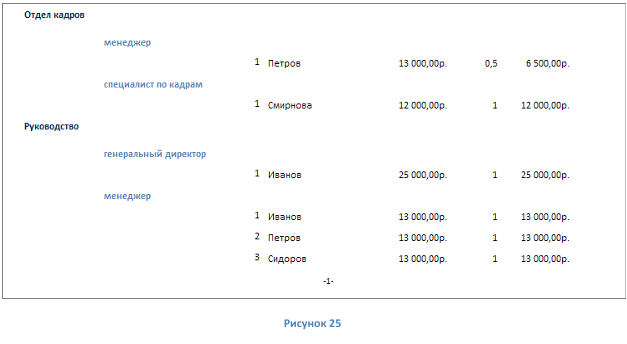 Отдел кадров
менеджер
1 Петров 13 000,00р. 0,5 6 500,00р.
специалист по кадрам
1 Смирнова 12 000,00р. 1 12 000,00р.
Руководство
генеральный директор
1 Иванов 25 000,00р. 1 25 000,00р.
менеджер
1 Иванов 13 000,00р. 1 13 000,00р.
2 Петров 13 000,00р. 1 13 000,00р.
3 Сидоров 13 000,00р. 1 13 000,00р.
-1-
Рисунок 25